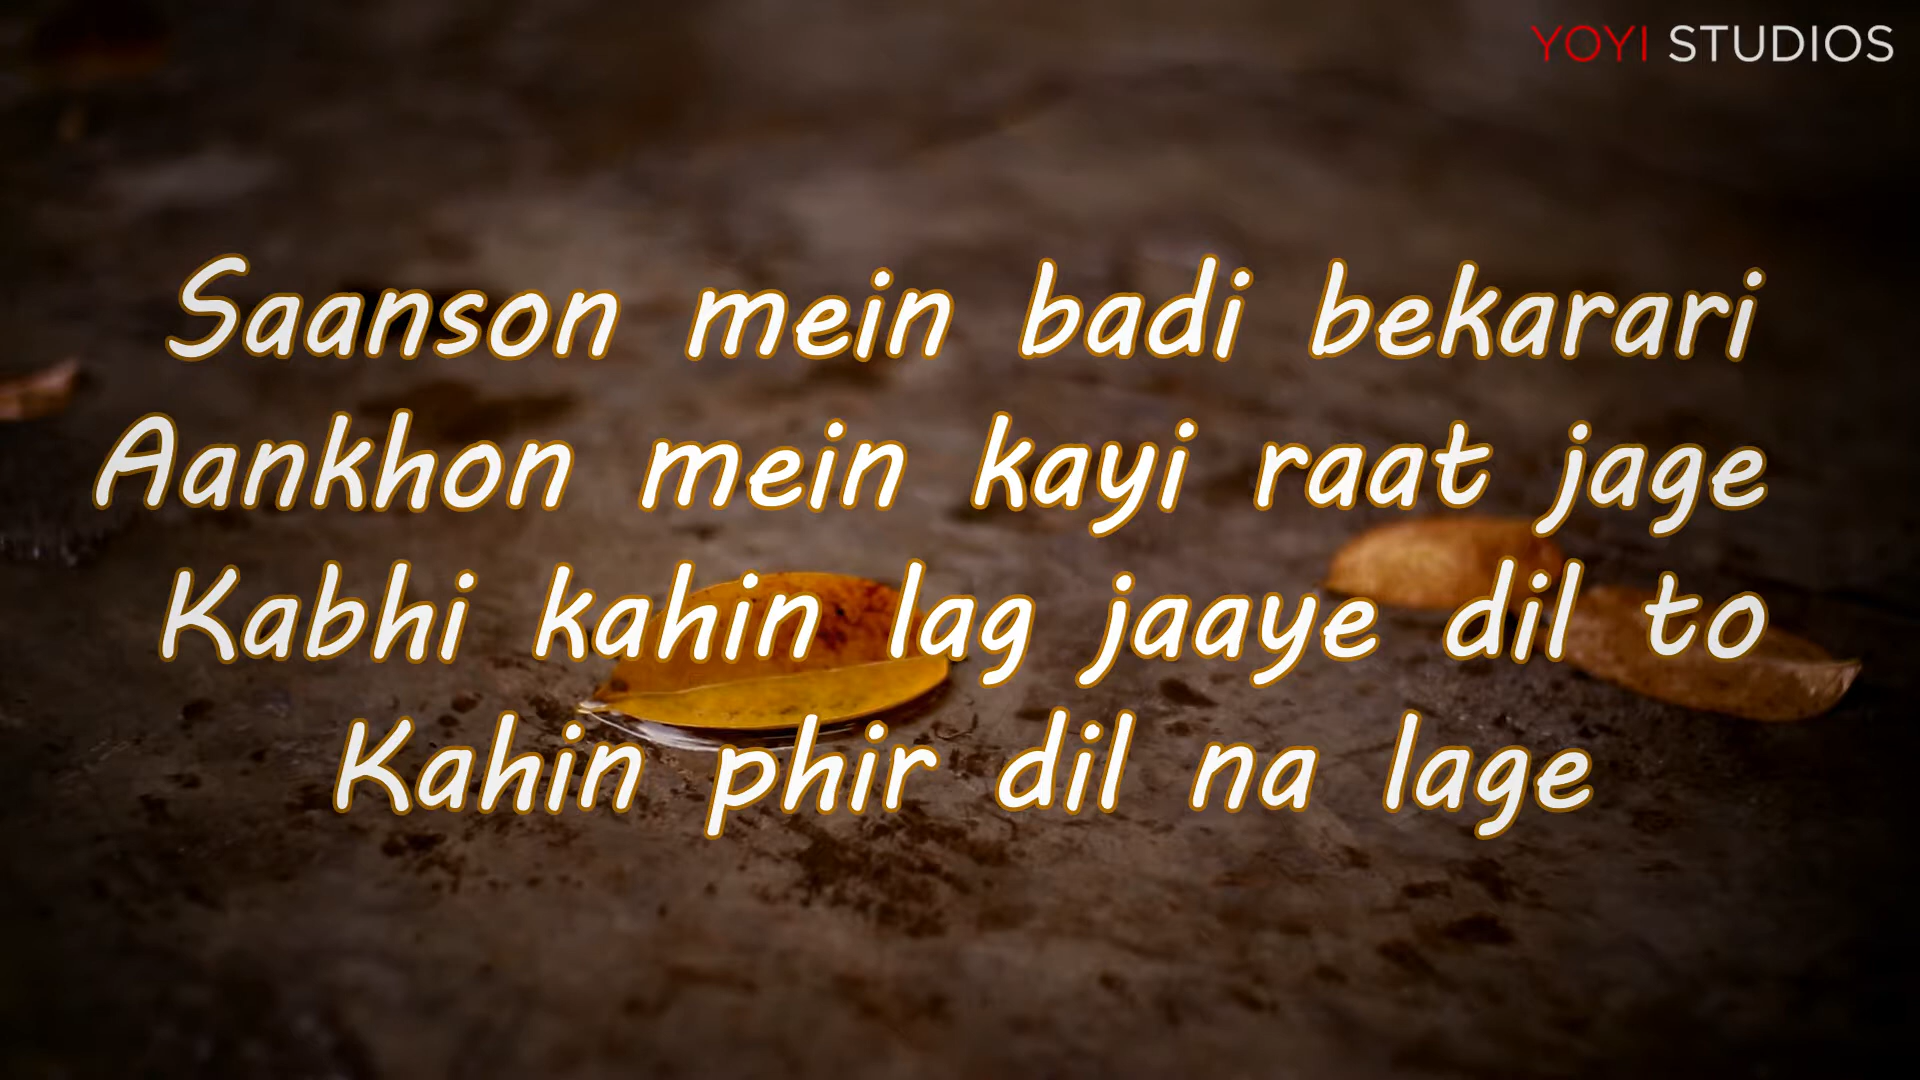 YOYI STUDIOS
Saanson mein badi bekarari
Aankhon mein kayi raat jage
Kabhi kahin lag jaaye dil to
Kahin phir dil na lage